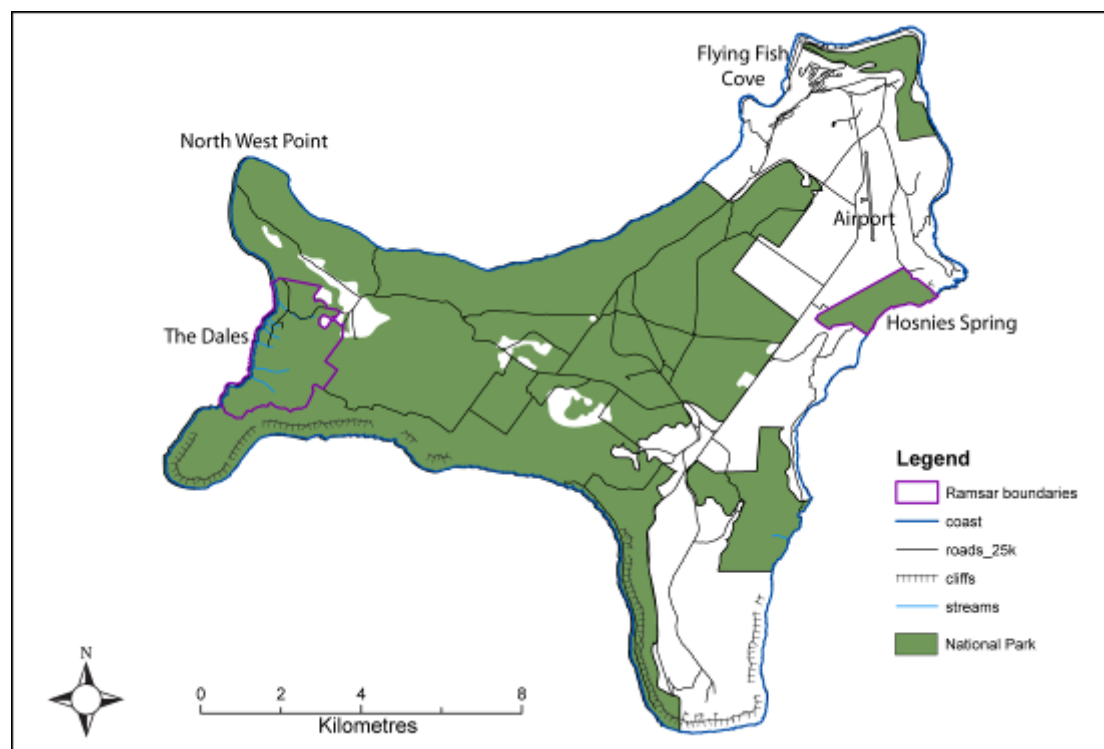 Flying Fish
Cove
North West Point
Airport
The Dales
Hosnies Spring
Legend
Ramsar boundaries
coast
roads_25k
cliffs
streams
National Park
N
0 2 4 8
Kilometres